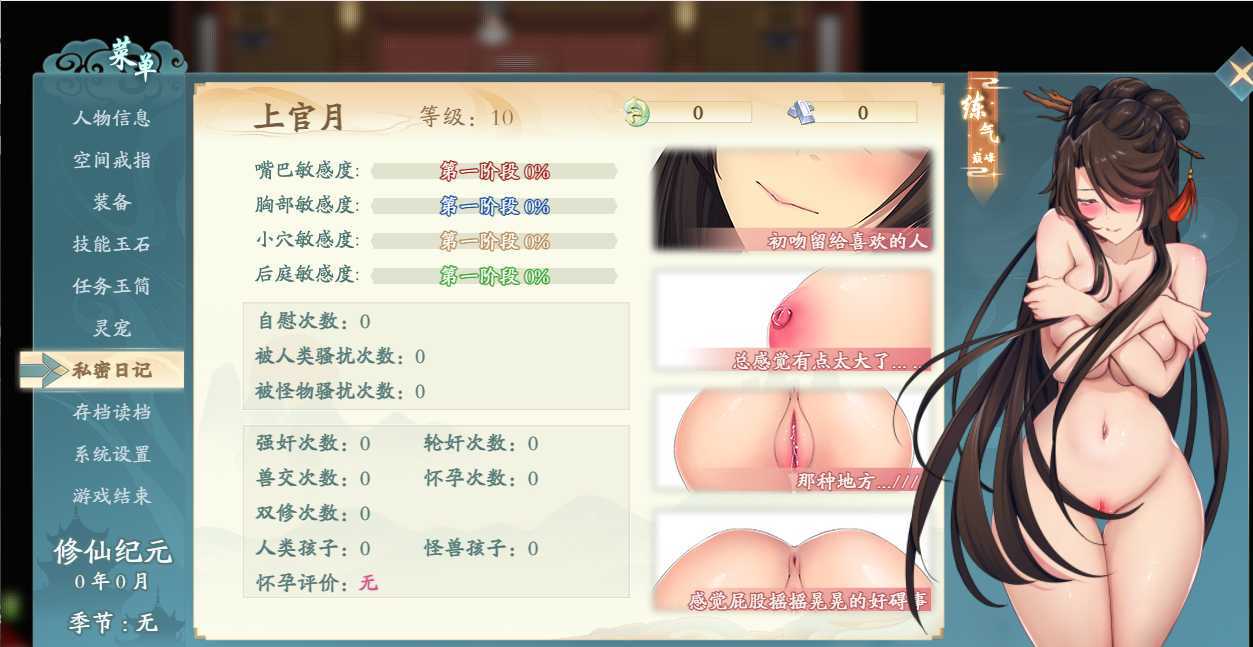 菜单
人物信息
空间戒指
装备
技能玉石
任务玉简
灵宠
私密日记
存档读档
系统设置
游戏结束
修仙纪元
0年0月
季节：无
上官月 等级：10 0 0
嘴巴敏感度: 第一阶段 0%
胸部敏感度: 第一阶段 0%
小穴敏感度: 第一阶段 0%
后庭敏感度: 第一阶段 0%
自慰次数：0
被人类骚扰次数：0
被怪物骚扰次数：0
强奸次数：0 轮奸次数：0
兽交次数：0 怀孕次数：0
双修次数：0
人类孩子：0 怪兽孩子：0
怀孕评价：无
初吻留给喜欢的人
总感觉有点太大了... ...
那种地方...///
感觉屁股摇摇晃晃的好碍事
练气
巅峰